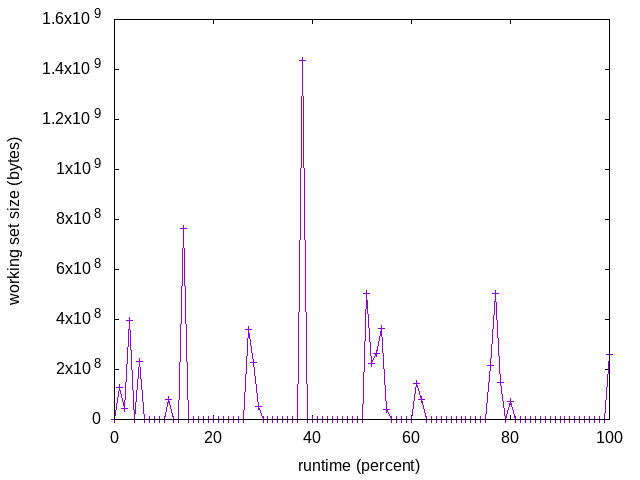 1.6x10^9
1.4x10^9
1.2x10^9
1x10^9
8x10^8
6x10^8
4x10^8
2x10^8
0
0 20 40 60 80 100
working set size (bytes)
runtime (percent)